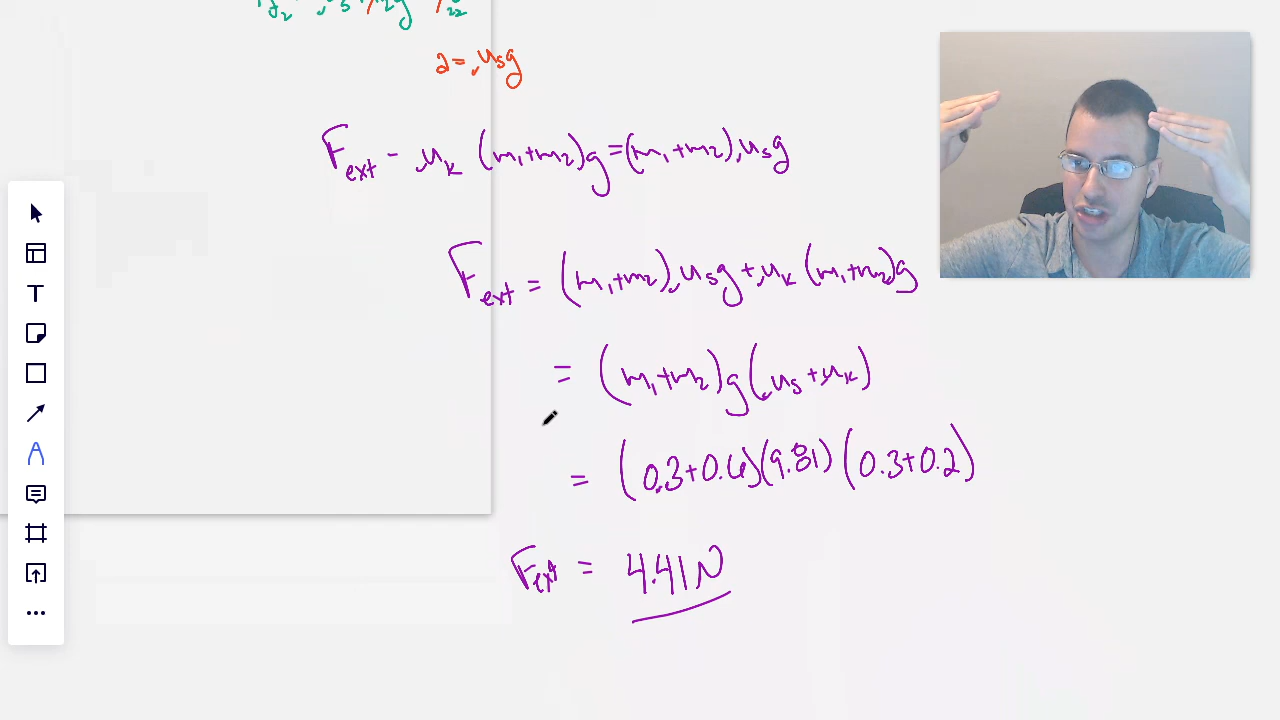 a = μsg
Fext - μk (m1+m2)g = (m1+m2) μsg
Fext = (m1+m2) μsg + μk (m1+m2)g
= (m1+m2)g (μs + μk)
= (0.3+0.6)(9.81)(0.3+0.2)
Fext = 4.41 N
T